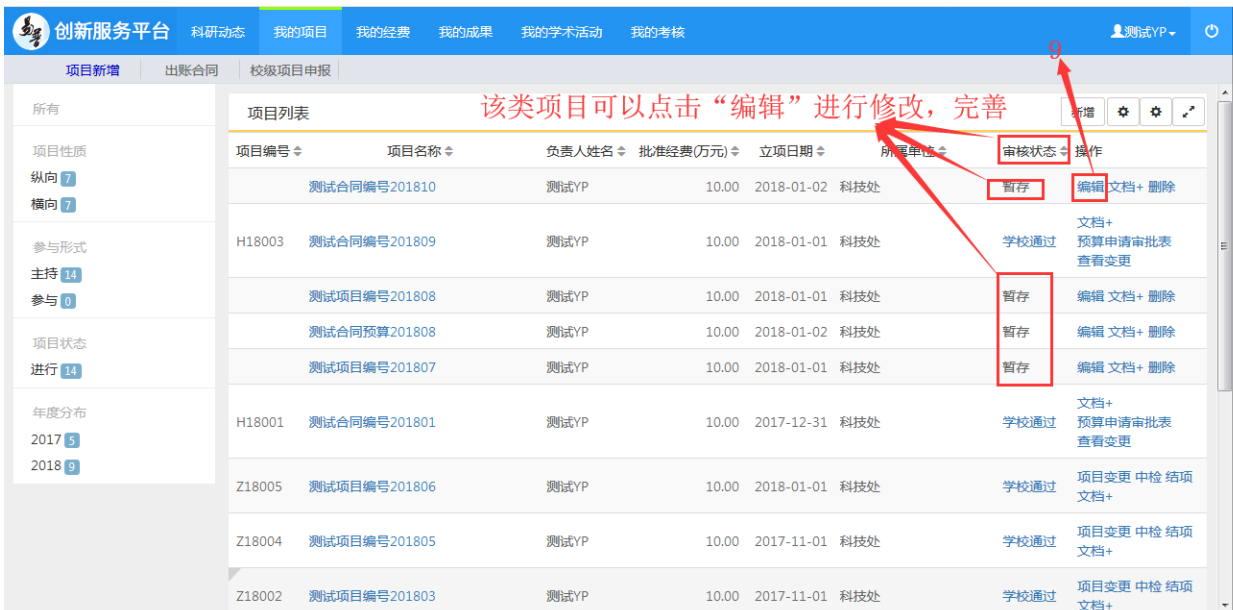 创新服务平台 科研动态 我的项目 我的经费 我的成果 我的学术活动 我的考核 测试YP
项目新增 出账合同 校级项目申报
9
该类项目可以点击“编辑”进行修改，完善
所有
项目性质
纵向 7
横向 7
参与形式
主持 14
参与 0
项目状态
进行 14
年度分布
2017 5
2018 9
项目列表 新增
项目编号 项目名称 负责人姓名 批准经费(万元) 立项日期 所属单位 审核状态 操作
测试合同编号201810 测试YP 10.00 2018-01-02 科技处 暂存 编辑 文档+ 删除
H18003 测试合同编号201809 测试YP 10.00 2018-01-01 科技处 学校通过 文档+
预算申请审批表
查看变更
测试项目编号201808 测试YP 10.00 2018-01-01 科技处 暂存 编辑 文档+ 删除
测试合同预算201808 测试YP 10.00 2018-01-02 科技处 暂存 编辑 文档+ 删除
测试项目编号201807 测试YP 10.00 2018-01-01 科技处 暂存 编辑 文档+ 删除
H18001 测试合同编号201801 测试YP 10.00 2017-12-31 科技处 学校通过 文档+
预算申请审批表
查看变更
Z18005 测试项目编号201806 测试YP 10.00 2018-01-01 科技处 学校通过 项目变更 中检 结项
文档+
Z18004 测试项目编号201805 测试YP 10.00 2017-11-01 科技处 学校通过 项目变更 中检 结项
文档+
Z18002 测试项目编号201803 测试YP 10.00 2017-11-01 科技处 学校通过 项目变更 中检 结项
文档+